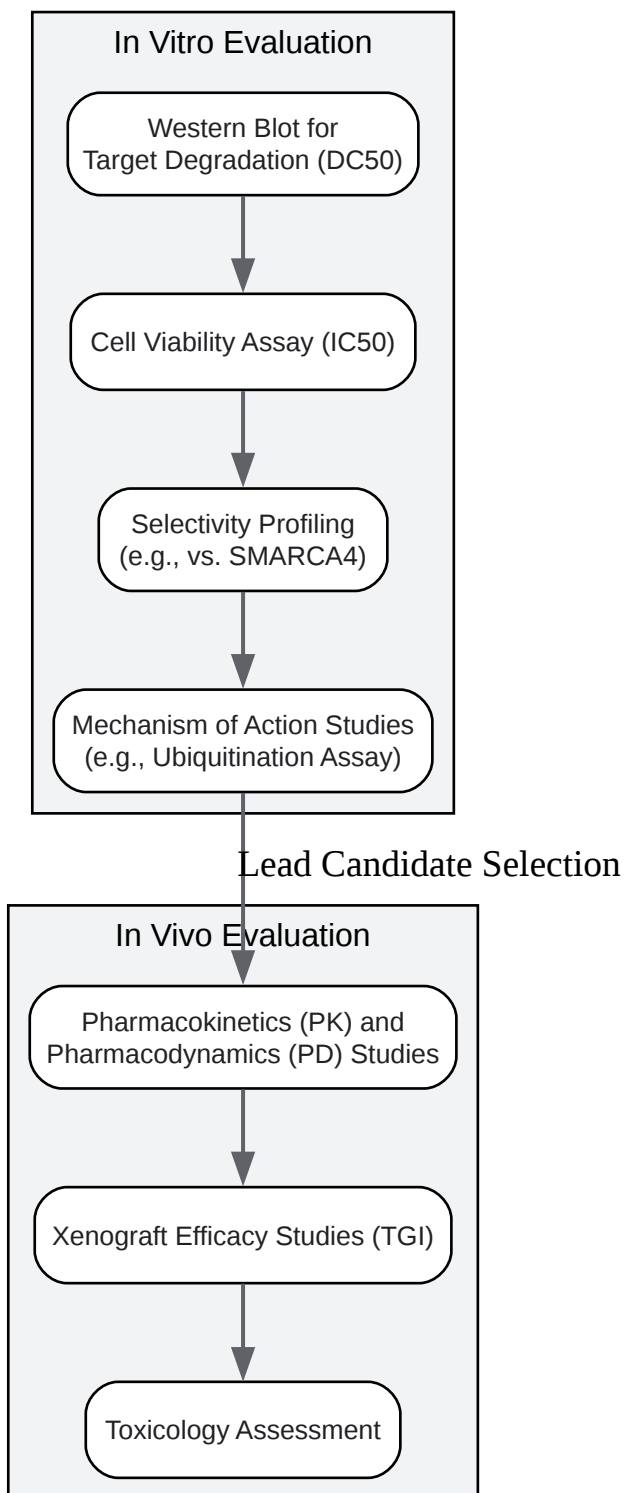 In Vitro Evaluation
Western Blot for
Target Degradation (DC50)
Cell Viability Assay (IC50)
Selectivity Profiling
(e.g., vs. SMARCA4)
Mechanism of Action Studies
(e.g., Ubiquitination Assay)
Lead Candidate Selection
In Vivo Evaluation
Pharmacokinetics (PK) and
Pharmacodynamics (PD) Studies
Xenograft Efficacy Studies (TGI)
Toxicology Assessment